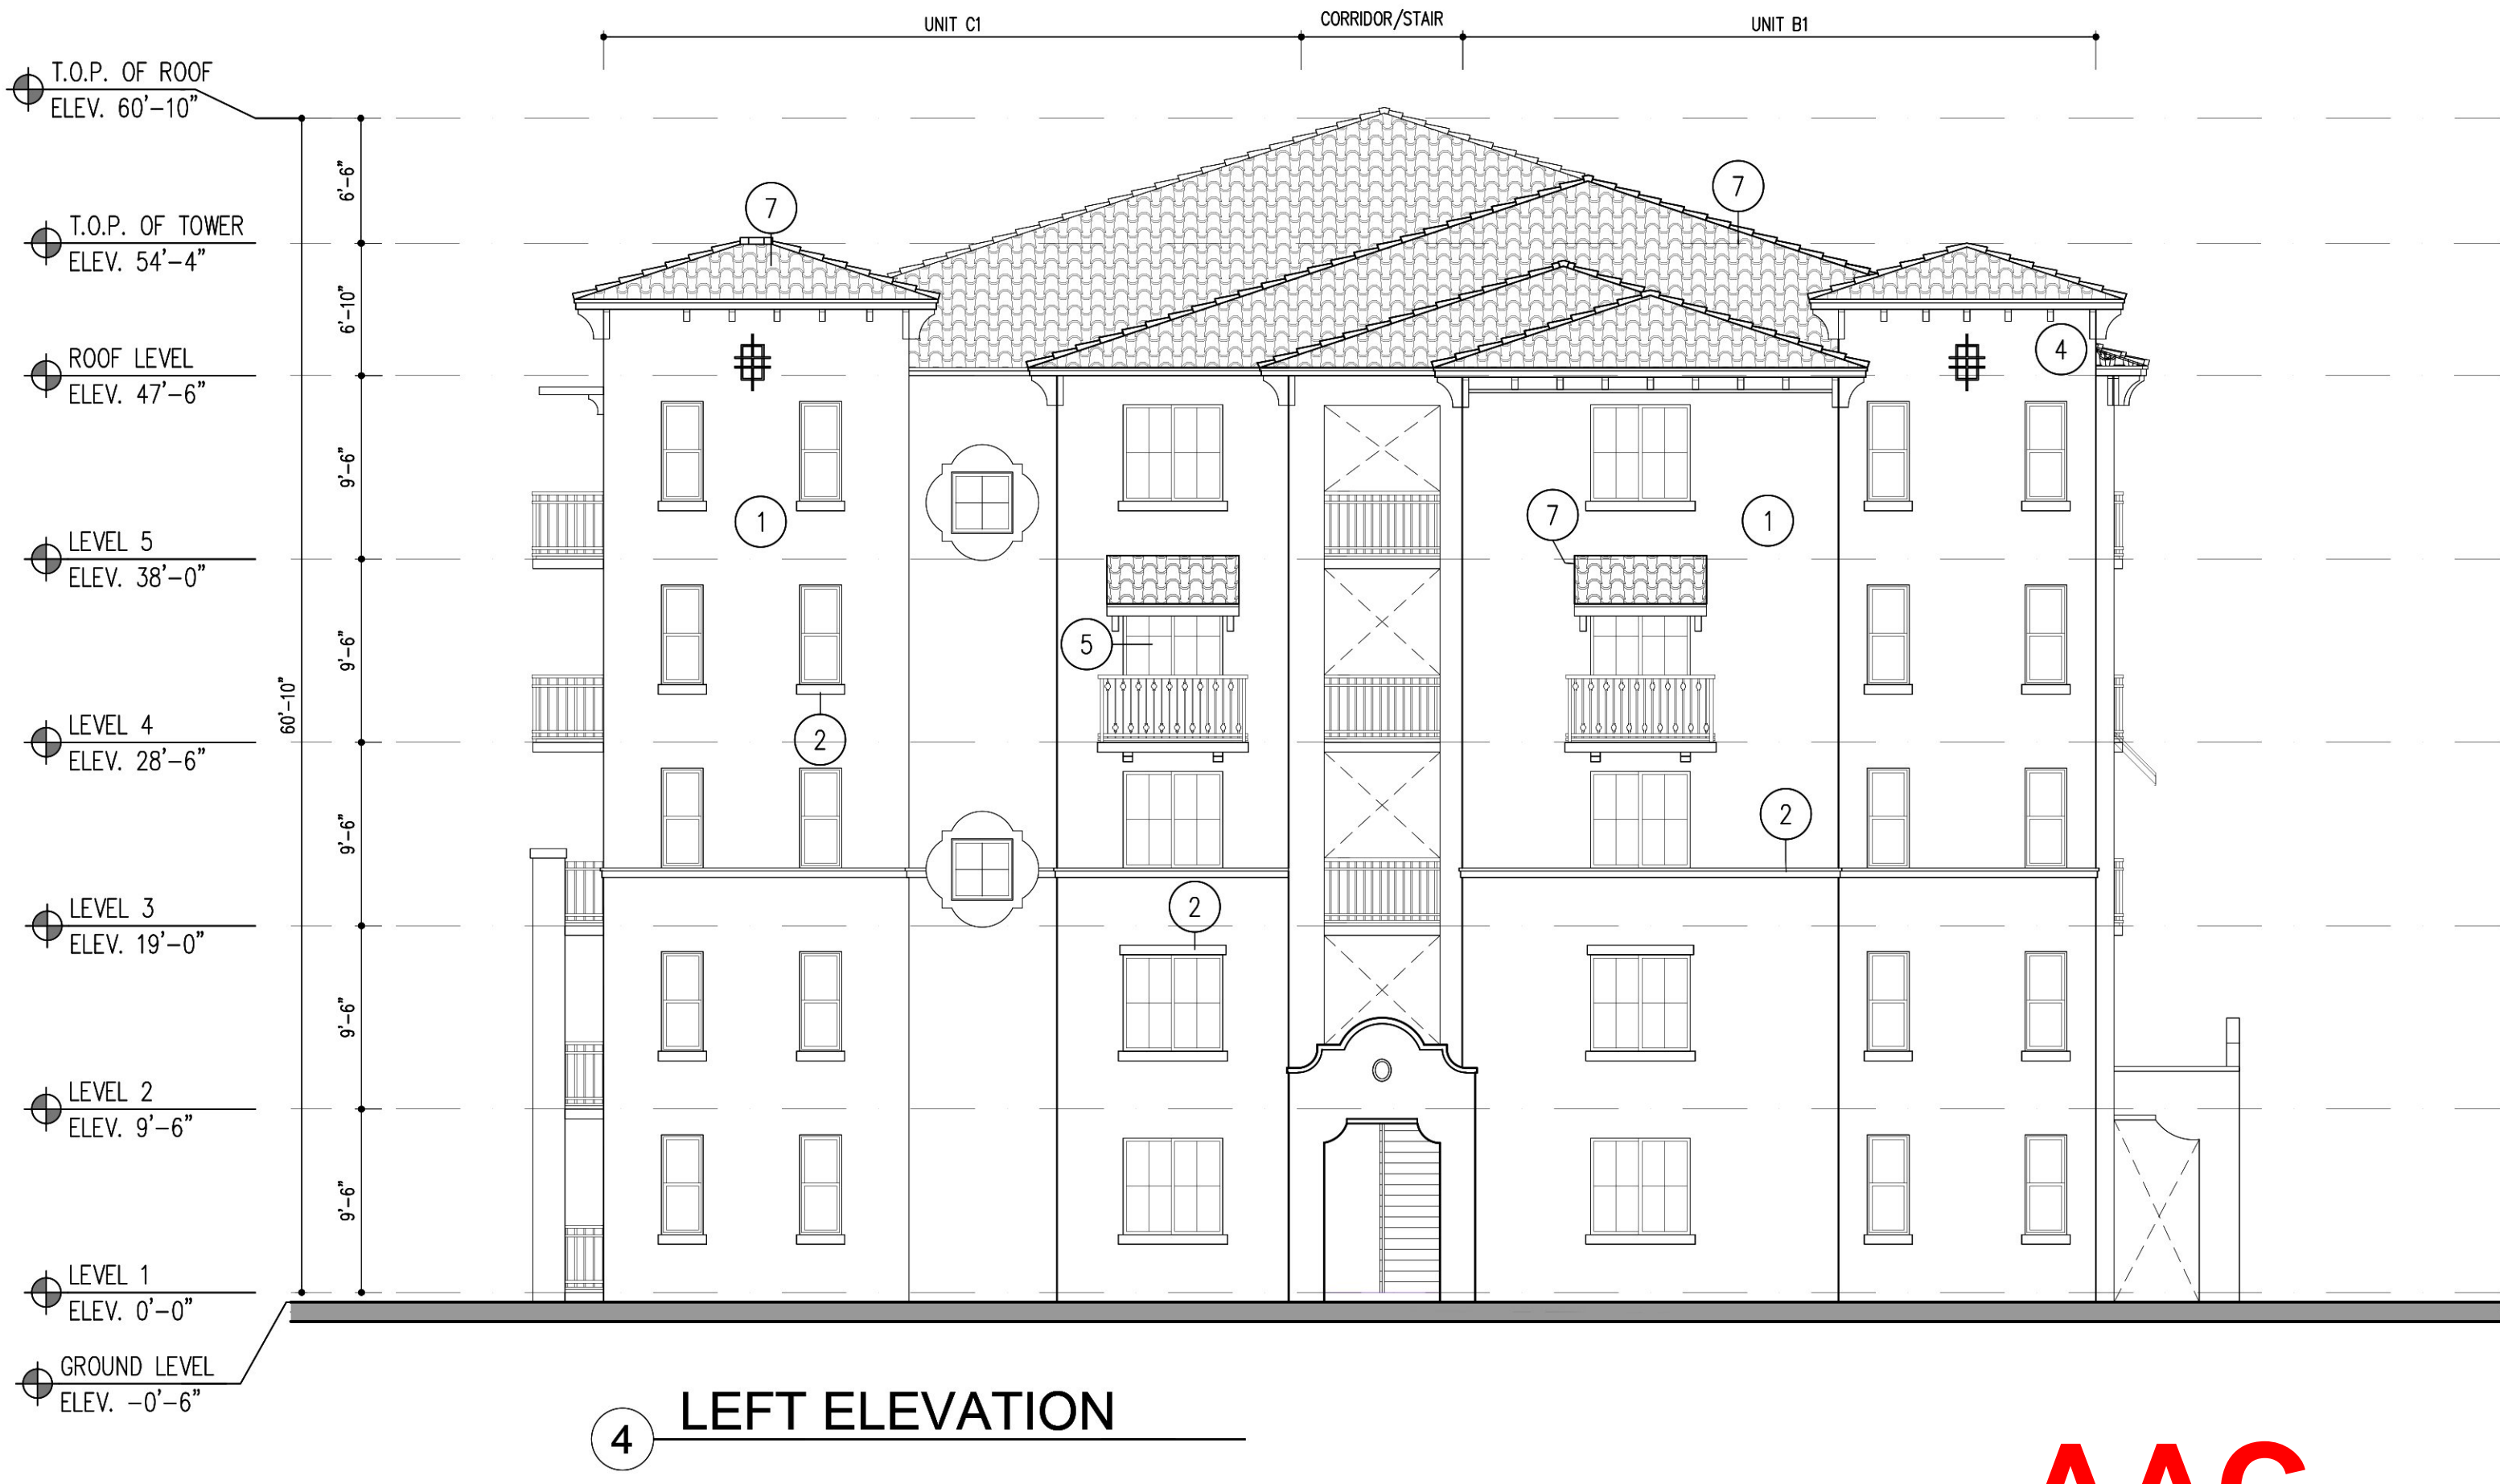 UNIT C1
CORRIDOR/STAIR
UNIT B1
T.O.P. OF ROOF
ELEV. 60'-10"
6'-6"
7
7
T.O.P. OF TOWER
ELEV. 54'-4"
6'-10"
ROOF LEVEL
ELEV. 47'-6"
4
9'-6"
1
7
1
LEVEL 5
ELEV. 38'-0"
9'-6"
5
60'-10"
LEVEL 4
ELEV. 28'-6"
2
9'-6"
2
LEVEL 3
ELEV. 19'-0"
2
9'-6"
LEVEL 2
ELEV. 9'-6"
9'-6"
LEVEL 1
ELEV. 0'-0"
GROUND LEVEL
ELEV. -0'-6"
4
LEFT ELEVATION
AAC